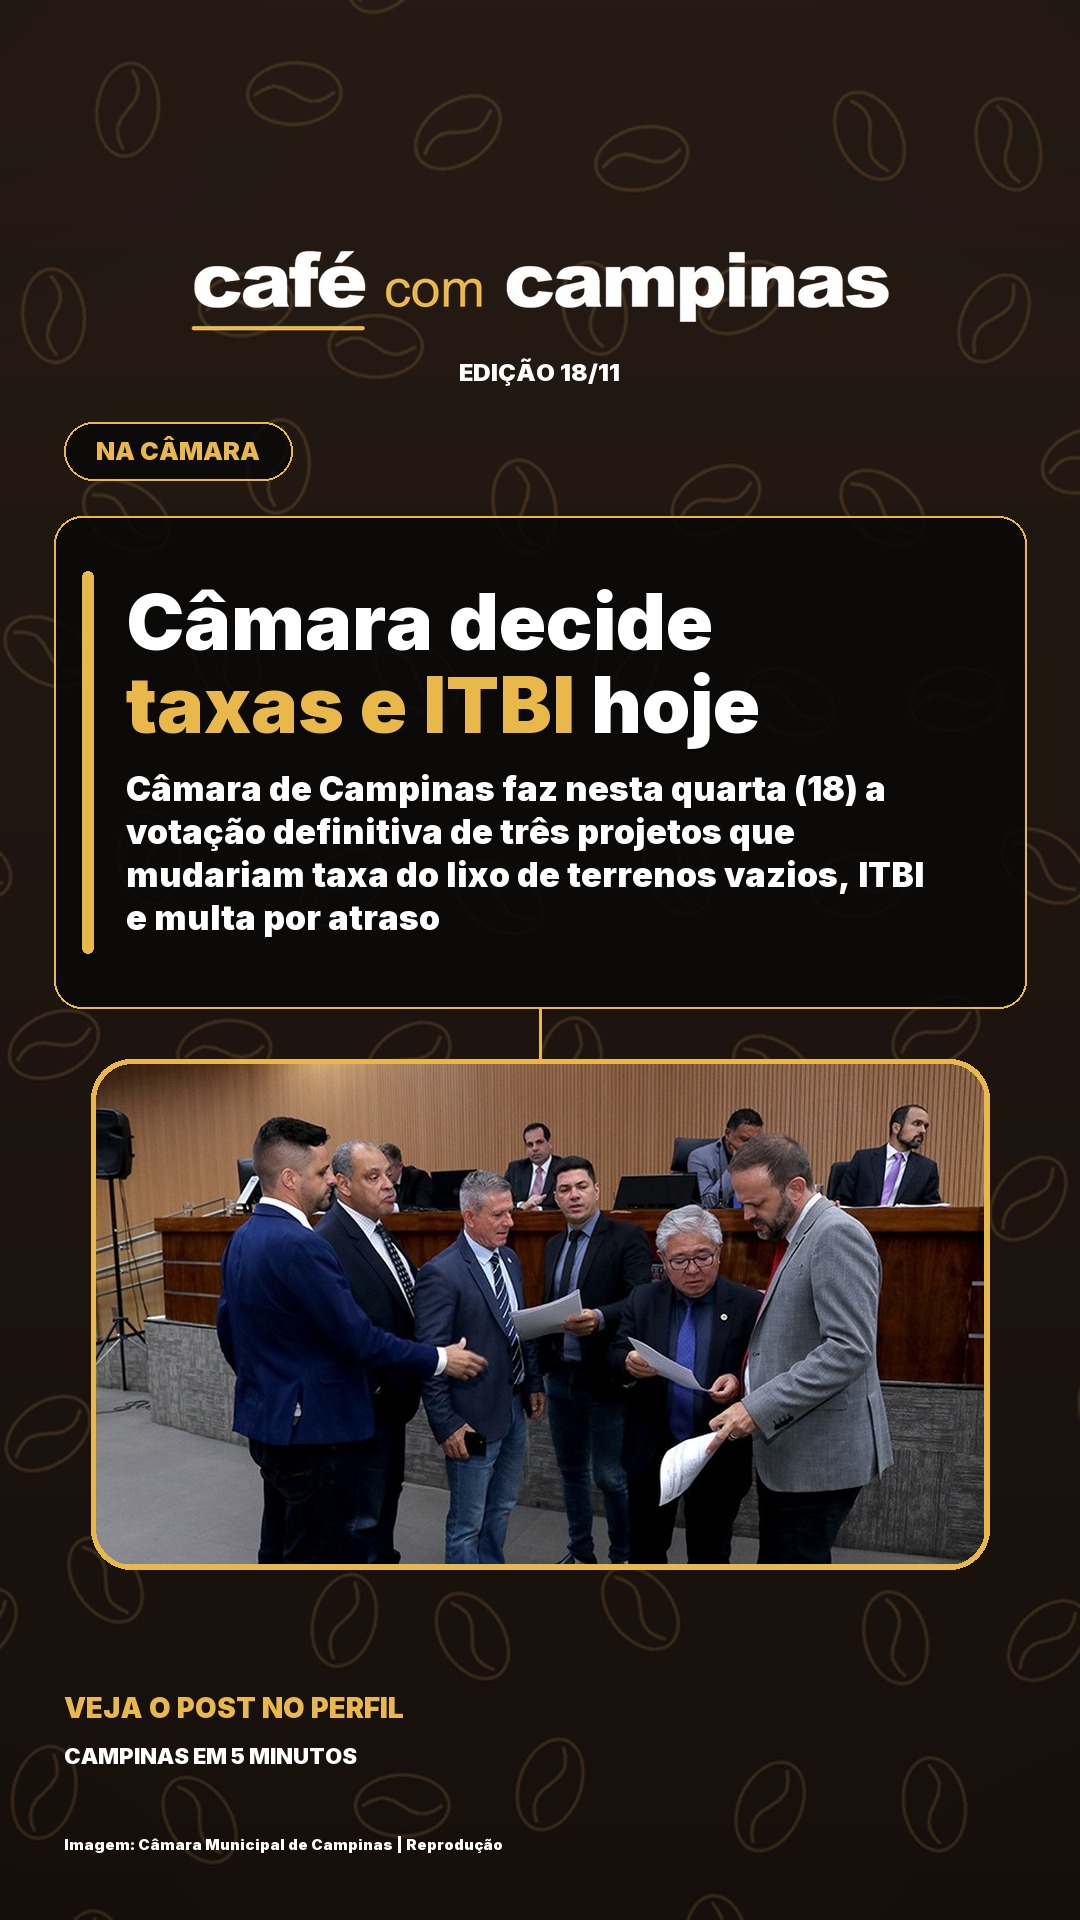 café com campinas
EDIÇÃO 18/11
NA CÂMARA
Câmara decide
taxas e ITBI hoje
Câmara de Campinas faz nesta quarta (18) a
votação definitiva de três projetos que
mudariam taxa do lixo de terrenos vazios, ITBI
e multa por atraso
VEJA O POST NO PERFIL
CAMPINAS EM 5 MINUTOS
Imagem: Câmara Municipal de Campinas | Reprodução